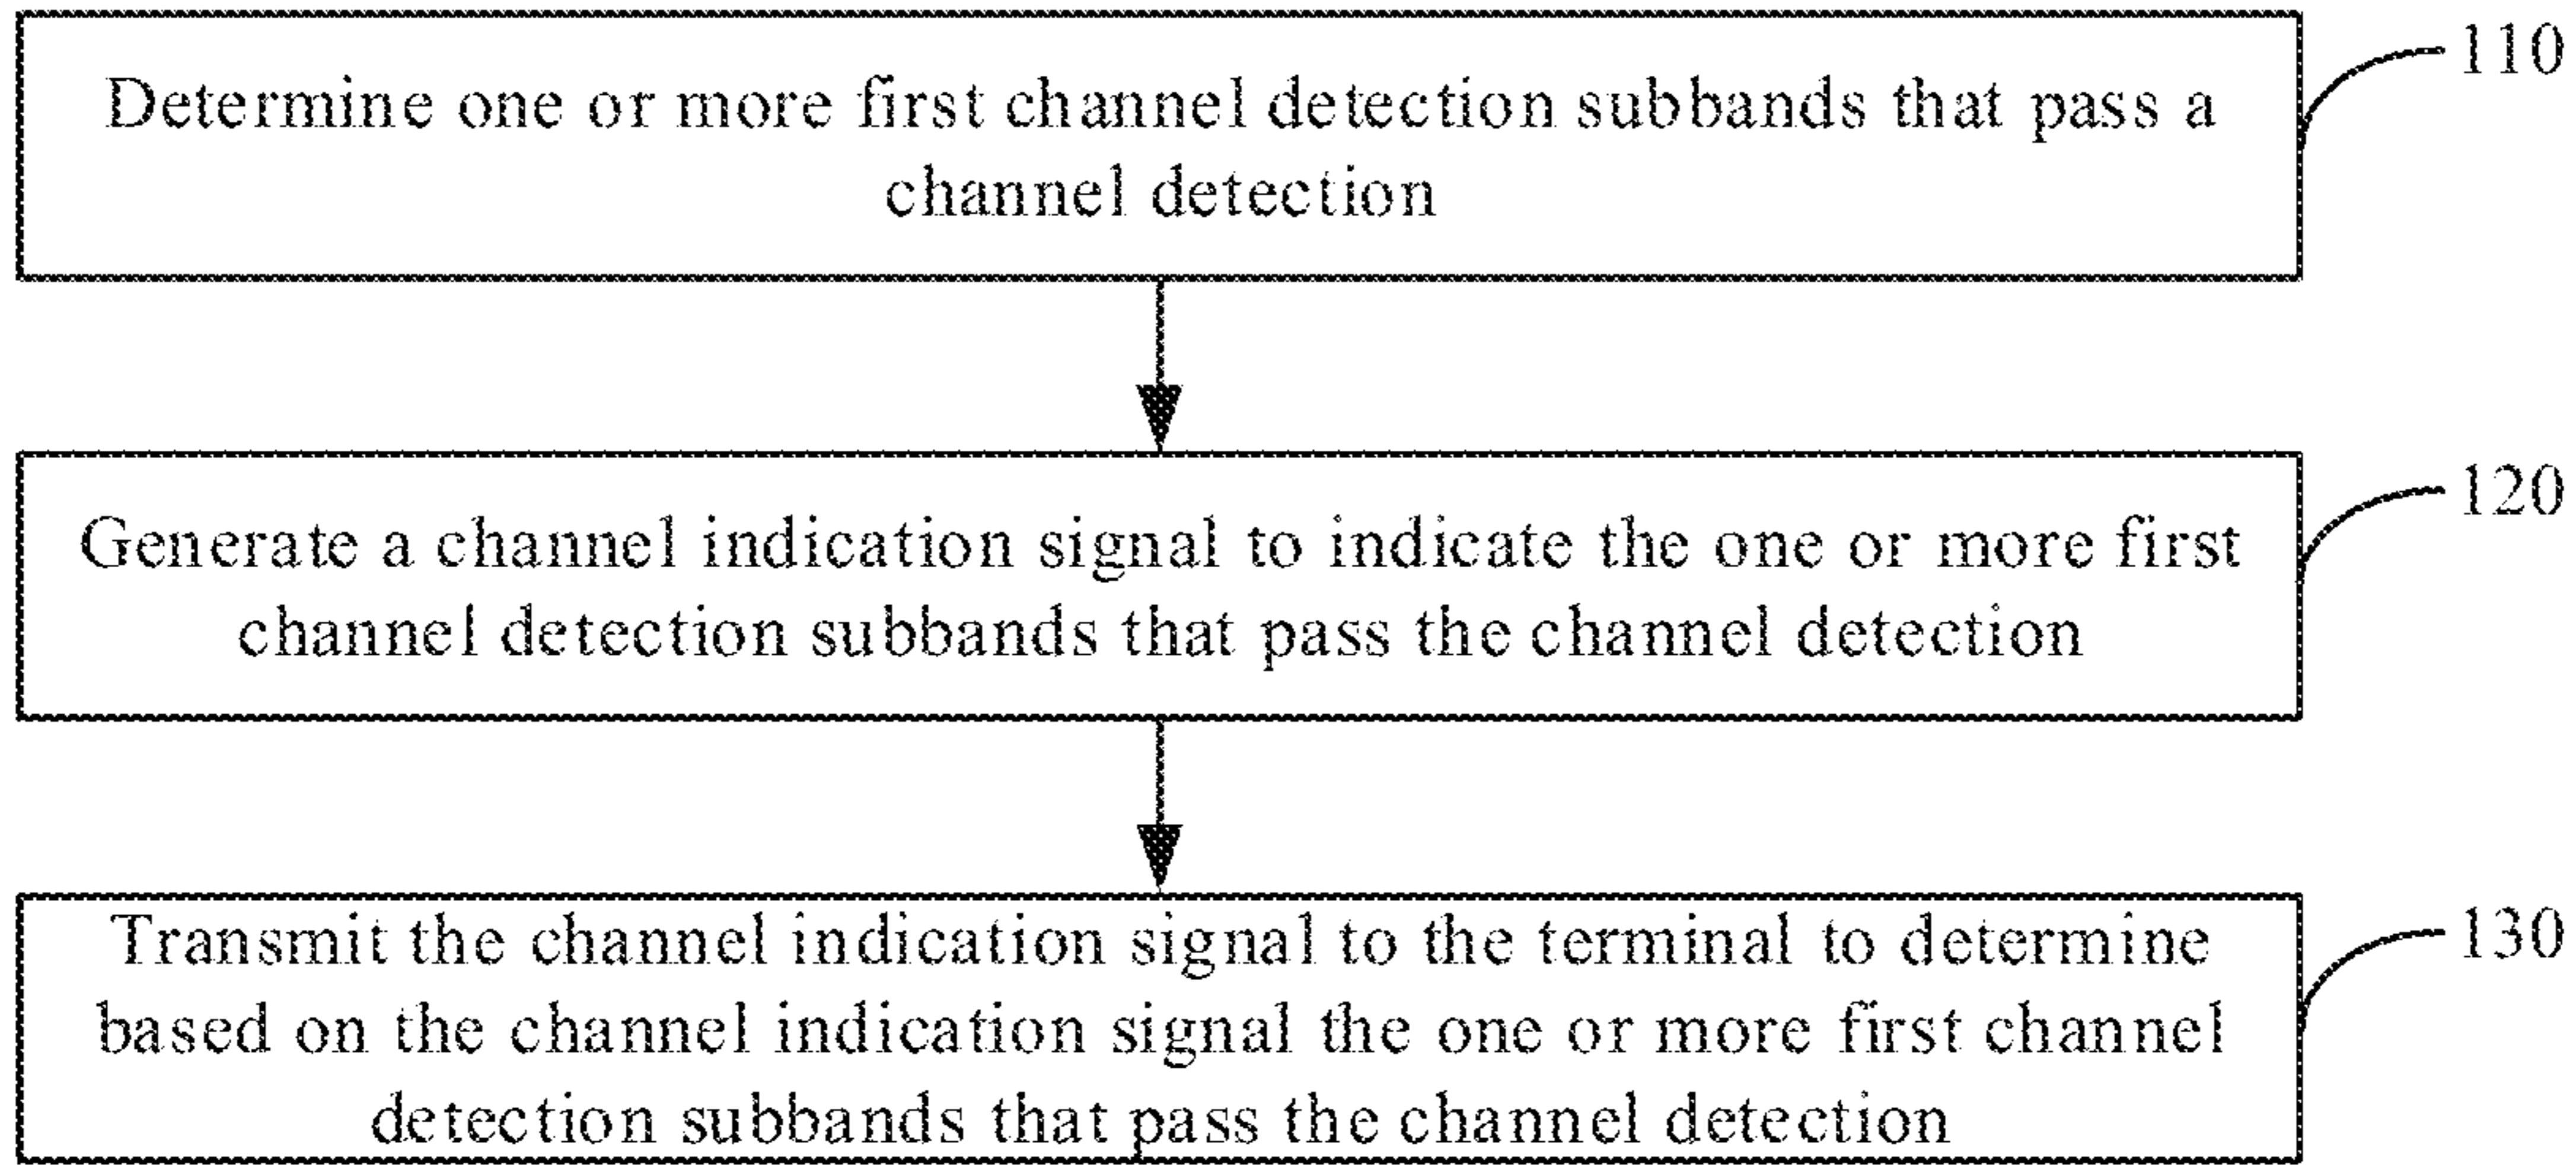 Determine one or more first channel detection subbands that pass a
channel detection
110
Generate a channel indication signal to indicate the one or more first
channel detection subbands that pass the channel detection
120
Transmit the channel indication signal to the terminal to determine
based on the channel indication signal the one or more first channel
detection subbands that pass the channel detection
130